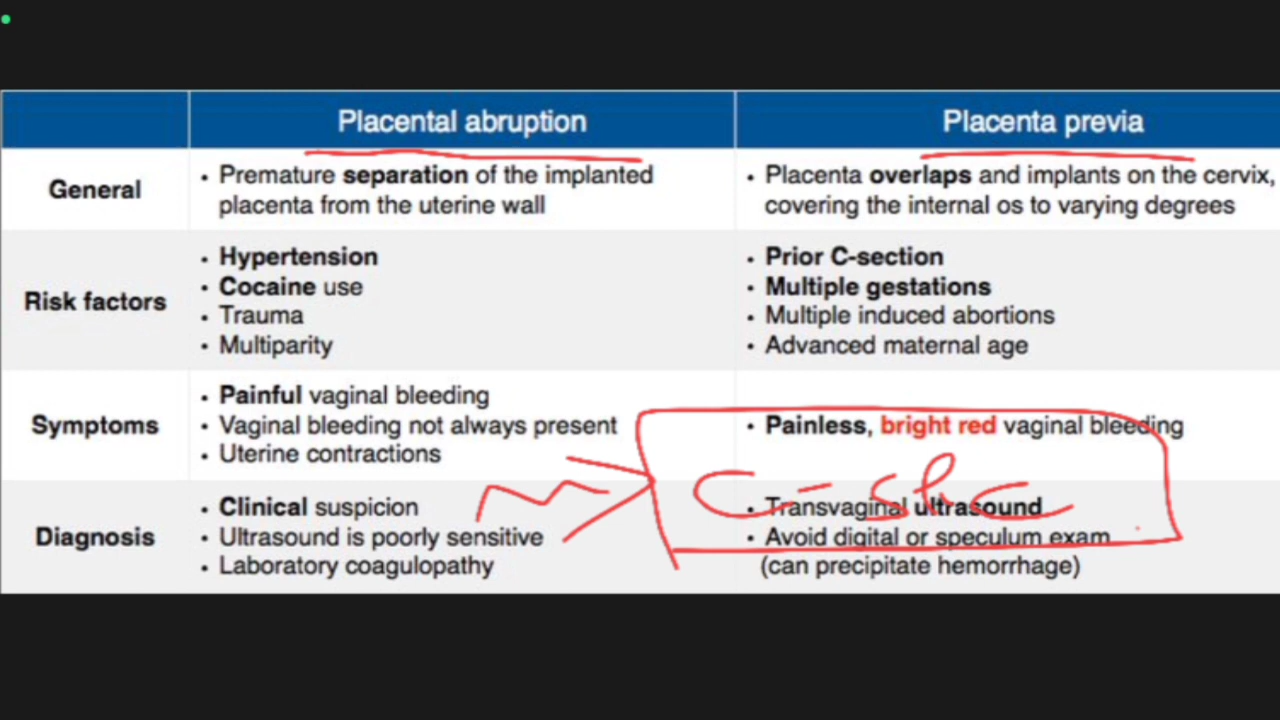 Placental abruption
Placenta previa
General
• Premature separation of the implanted
placenta from the uterine wall
• Placenta overlaps and implants on the cervix,
covering the internal os to varying degrees
Risk factors
• Hypertension
• Cocaine use
• Trauma
• Multiparity
• Prior C-section
• Multiple gestations
• Multiple induced abortions
• Advanced maternal age
Symptoms
• Painful vaginal bleeding
• Vaginal bleeding not always present
• Uterine contractions
• Painless, bright red vaginal bleeding
Diagnosis
• Clinical suspicion
• Ultrasound is poorly sensitive
• Laboratory coagulopathy
• Transvaginal ultrasound
• Avoid digital or speculum exam
(can precipitate hemorrhage)